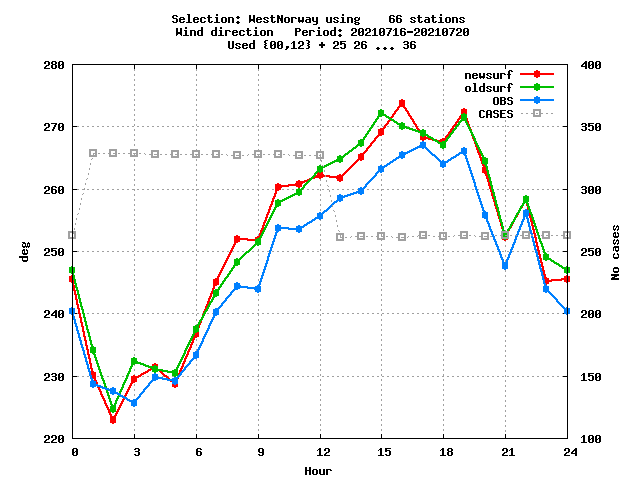 Selection: WestNorway using    66 stations
Wind direction   Period: 20210716-20210720
Used {00,12} + 25 26 ... 36
newsurf
oldsurf
OBS
CASES
280
270
260
250
240
230
220
deg
400
350
300
250
200
150
100
No cases
0 3 6 9 12 15 18 21 24
Hour